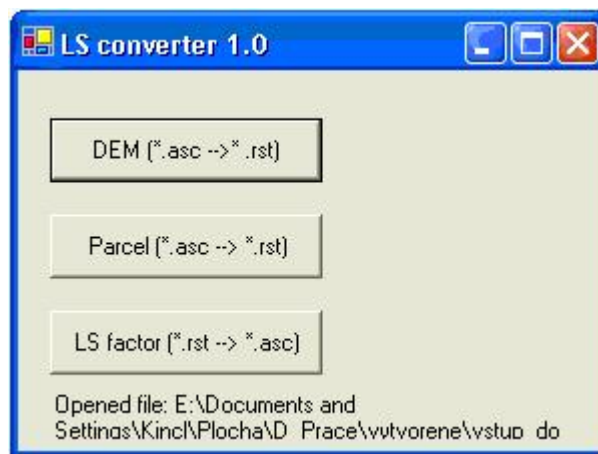 LS converter 1.0
DEM (*.asc -->* .rst)
Parcel (*.asc --> *.rst)
LS factor (*.rst --> *.asc)
Opened file: E:\Documents and
Settings\Kincl\Plocha\D_Prace\vytvorene\vstup_do